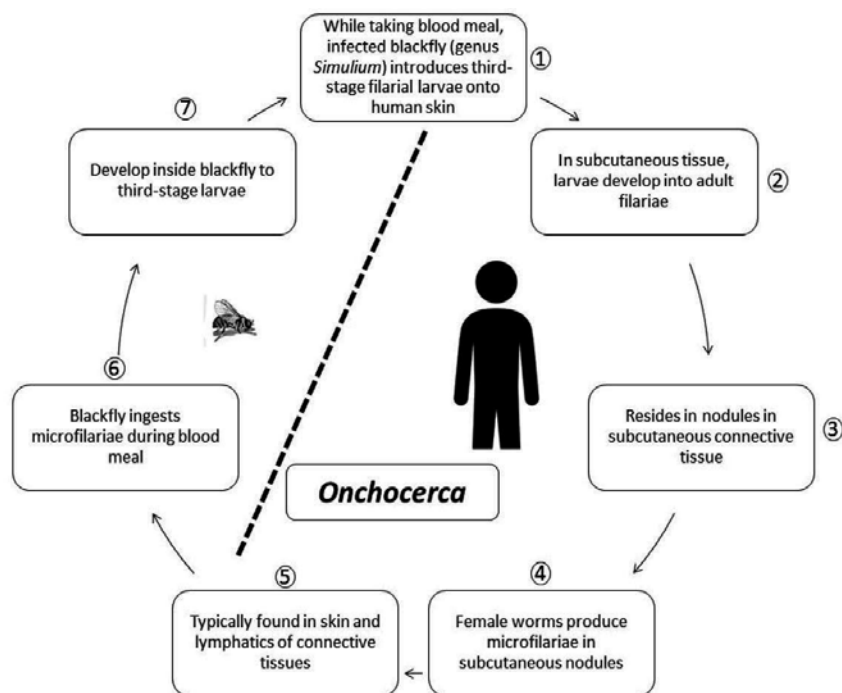 While taking blood meal,
infected blackfly (genus
Simulium) introduces third-
stage filarial larvae onto
human skin
①
In subcutaneous tissue,
larvae develop into adult
filariae
②
Resides in nodules in
subcutaneous connective
tissue
③
④
Female worms produce
microfilariae in
subcutaneous nodules
⑤
Typically found in skin and
lymphatics of connective
tissues
⑥
Blackfly ingests
microfilariae during blood
meal
⑦
Develop inside blackfly to
third-stage larvae
Onchocerca